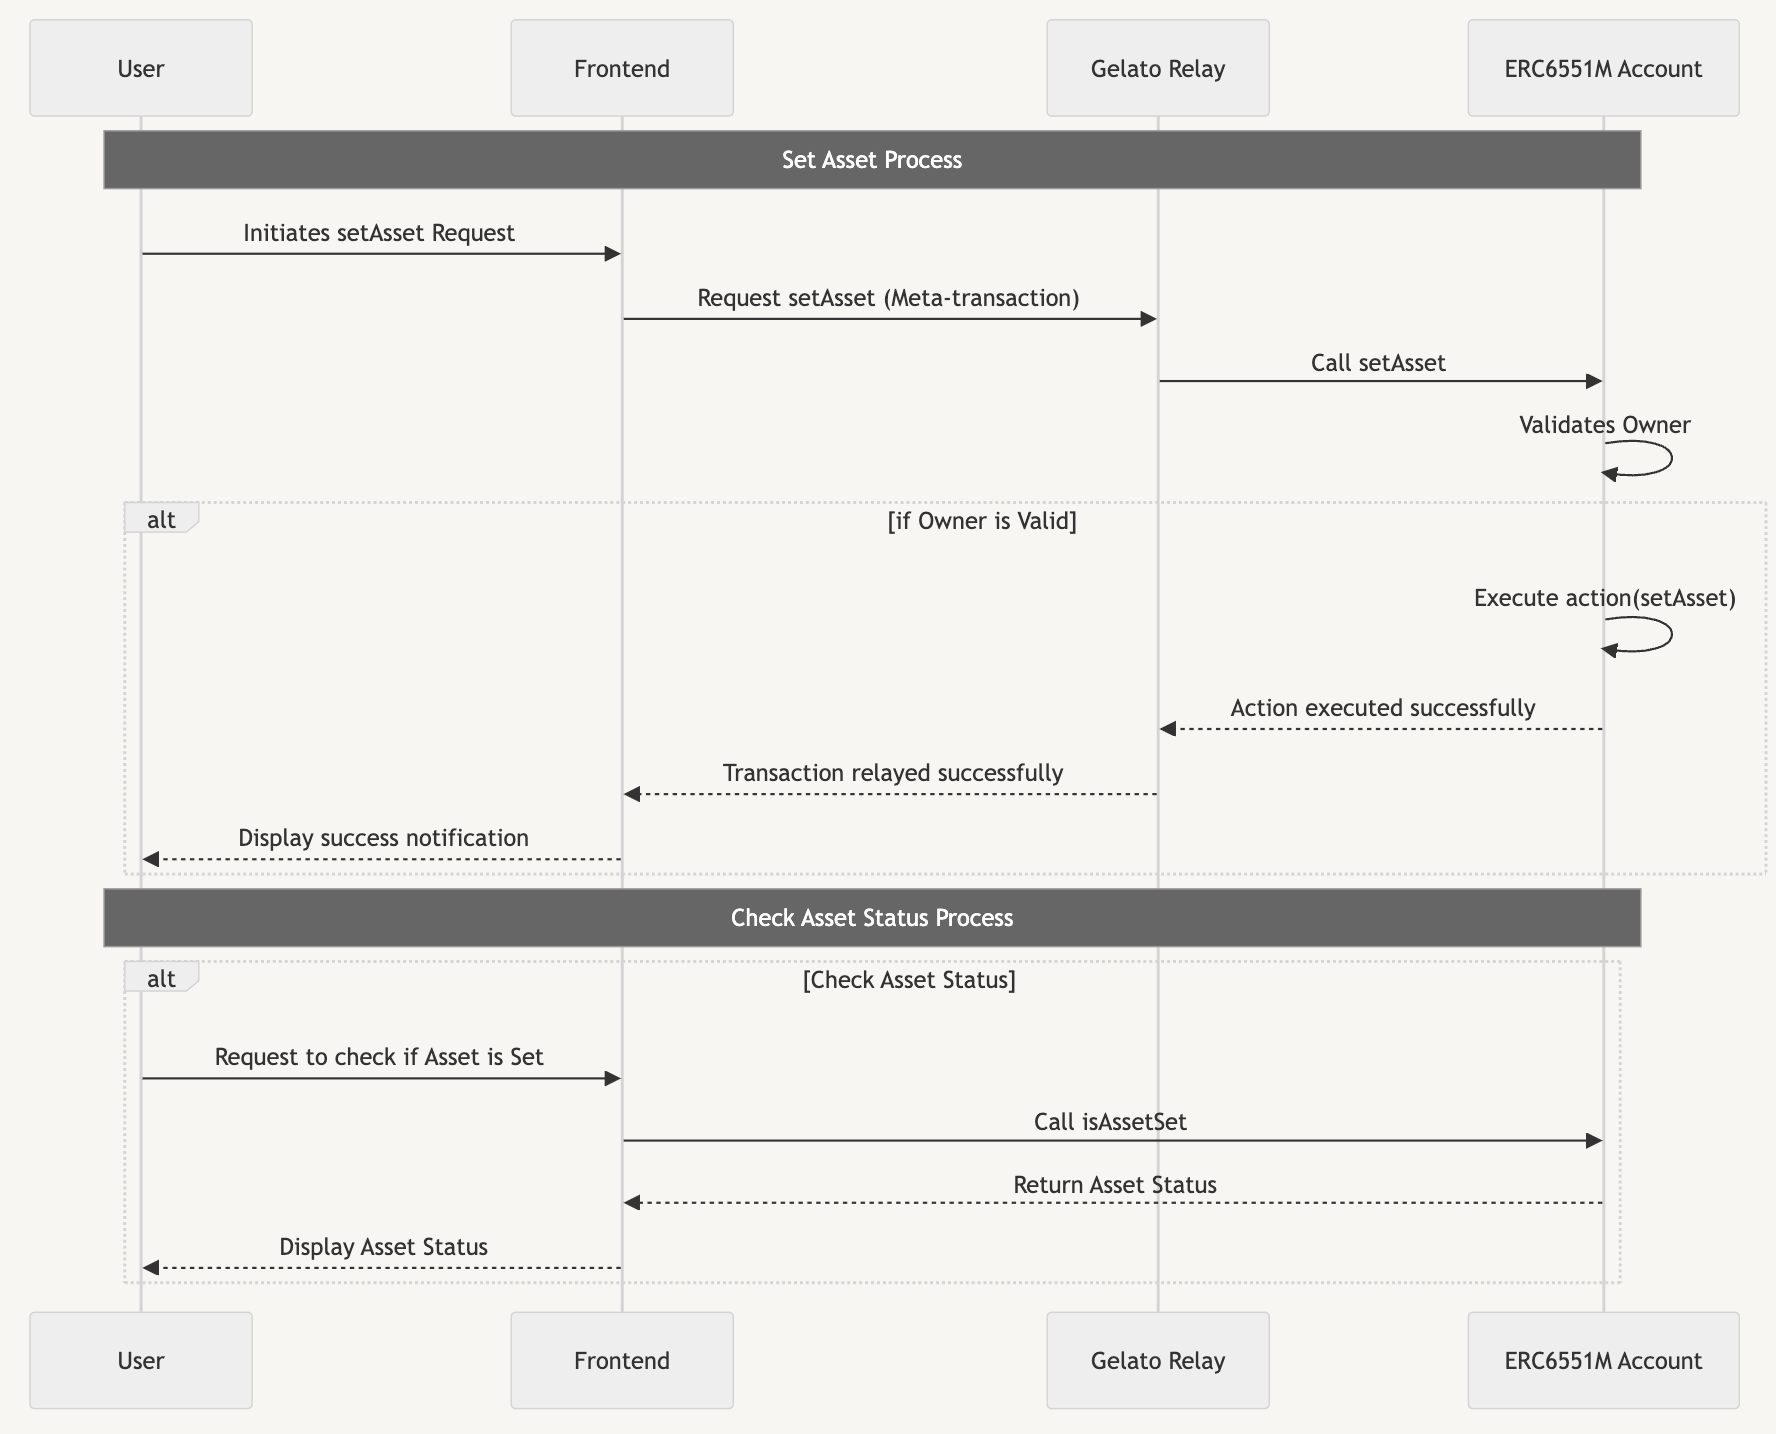 User
Frontend
Gelato Relay
ERC6551M Account
Set Asset Process
Initiates setAsset Request
Request setAsset (Meta-transaction)
Call setAsset
Validates Owner
alt
[if Owner is Valid]
Execute action(setAsset)
Action executed successfully
Transaction relayed successfully
Display success notification
Check Asset Status Process
alt
[Check Asset Status]
Request to check if Asset is Set
Call isAssetSet
Return Asset Status
Display Asset Status
User
Frontend
Gelato Relay
ERC6551M Account